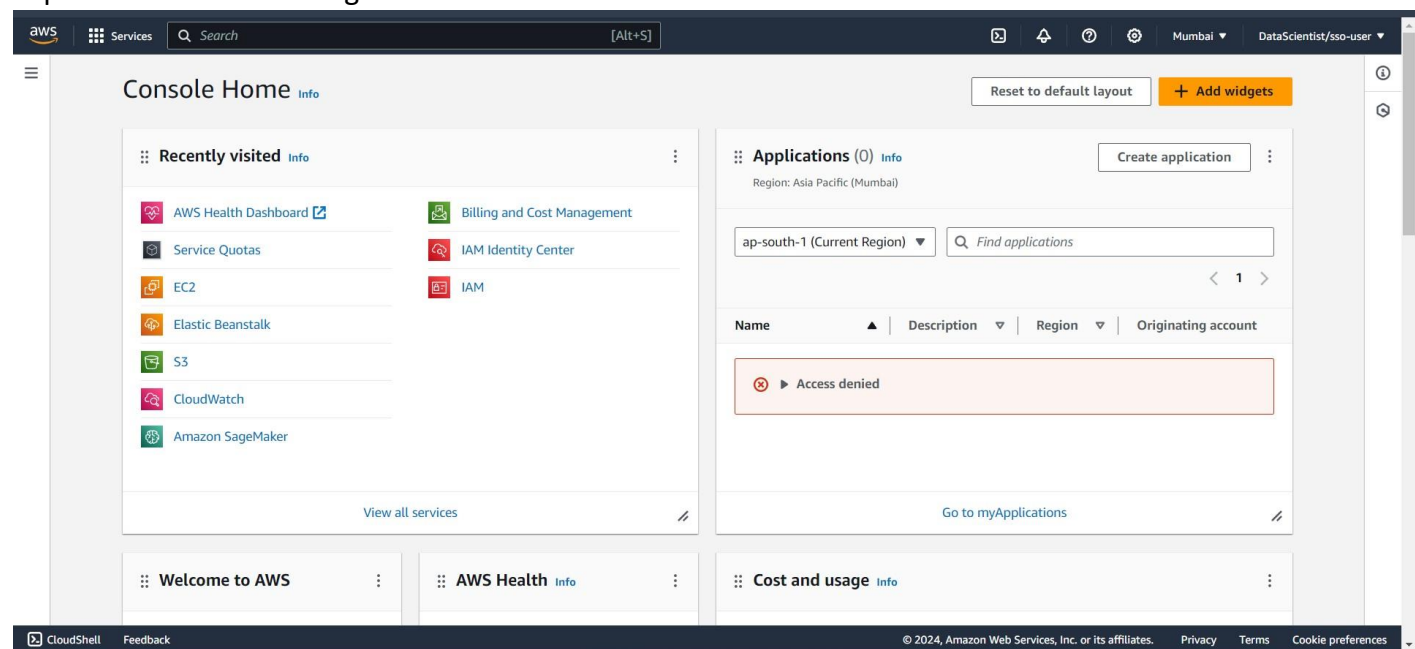 aws
Services
Search
[Alt+S]
Mumbai
DataScientist/sso-user
Console Home Info
Reset to default layout
+ Add widgets
Recently visited Info
AWS Health Dashboard
Service Quotas
EC2
Elastic Beanstalk
S3
CloudWatch
Amazon SageMaker
Billing and Cost Management
IAM Identity Center
IAM
View all services
Applications (0) Info
Region: Asia Pacific (Mumbai)
Create application
ap-south-1 (Current Region)
Find applications
1
Name
Description
Region
Originating account
Access denied
Go to myApplications
Welcome to AWS
AWS Health Info
Cost and usage Info
CloudShell
Feedback
© 2024, Amazon Web Services, Inc. or its affiliates.
Privacy
Terms
Cookie preferences